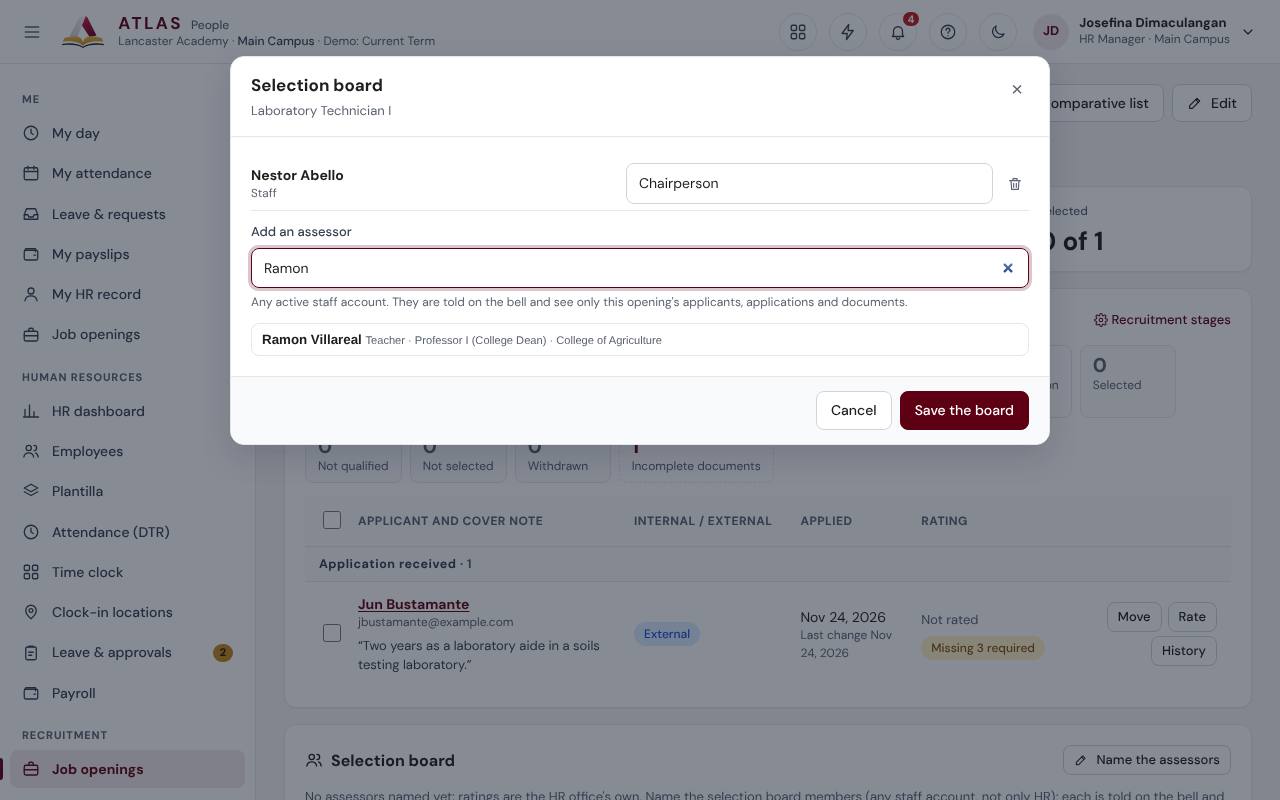 ATLAS People
Lancaster Academy · Main Campus · Demo: Current Term
4
JD
Josefina Dimaculangan
HR Manager · Main Campus
ME
My day
My attendance
Leave & requests
My payslips
My HR record
Job openings
HUMAN RESOURCES
HR dashboard
Employees
Plantilla
Attendance (DTR)
Time clock
Clock-in locations
Leave & approvals 2
Payroll
RECRUITMENT
Job openings
omparative list
Edit
elected
0 of 1
Recruitment stages
0
Selected
Selection board
Laboratory Technician I
Nestor Abello
Staff
Chairperson
Add an assessor
Ramon
Any active staff account. They are told on the bell and see only this opening's applicants, applications and documents.
Ramon Villareal Teacher · Professor I (College Dean) · College of Agriculture
Cancel
Save the board
0 0 0 1
Not qualified
Not selected
Withdrawn
Incomplete documents
APPLICANT AND COVER NOTE INTERNAL / EXTERNAL APPLIED RATING
Application received · 1
Jun Bustamante
jbustamante@example.com
“Two years as a laboratory aide in a soils
testing laboratory.”
External
Nov 24, 2026
Last change Nov
24, 2026
Not rated
Missing 3 required
Move
Rate
History
Selection board
Name the assessors
No assessors named yet: ratings are the HR office's own. Name the selection board members (any staff account, not only HR); each is told on the bell and